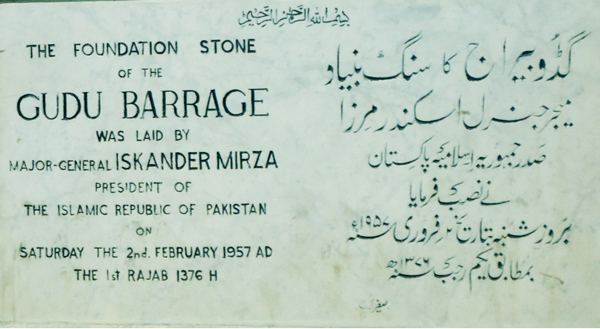 بسم الله الرحمن الرحیم
THE FOUNDATION STONE
OF THE
GUDU BARRAGE
WAS LAID BY
MAJOR-GENERAL ISKANDER MIRZA
PRESIDENT OF
THE ISLAMIC REPUBLIC OF PAKISTAN
ON
SATURDAY THE 2nd. FEBRUARY 1957 AD
THE 1st RAJAB 1376 H
گڈو بیراج کا سنگ بنیاد
میجر جنرل اسکندر مرزا
صدر جمہوریہ اسلامیہ پاکستان
نے نصب فرمایا
بروز شنبہ بتاریخ ۲ فروری ۱۹۵۷ء
بمطابق یکم رجب ۱۳۷۶ھ